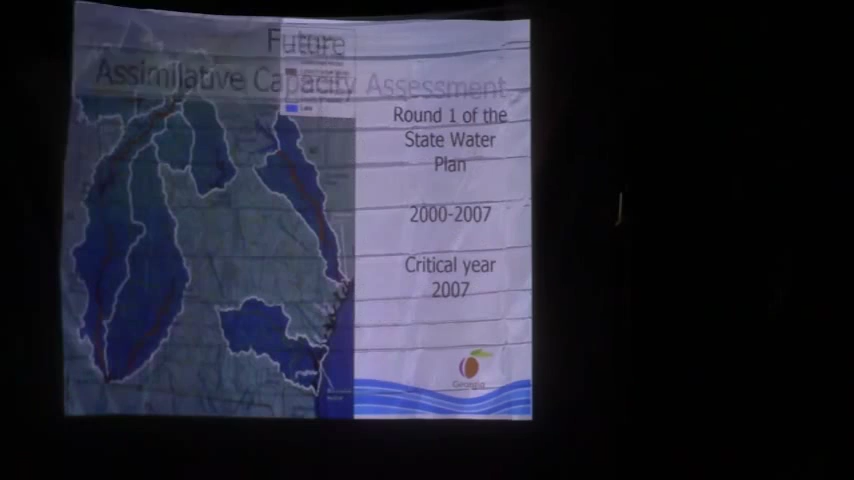 Future
Assimilative Capacity Assessment
Round 1 of the
State Water
Plan
2000-2007
Critical year
2007
Georgia